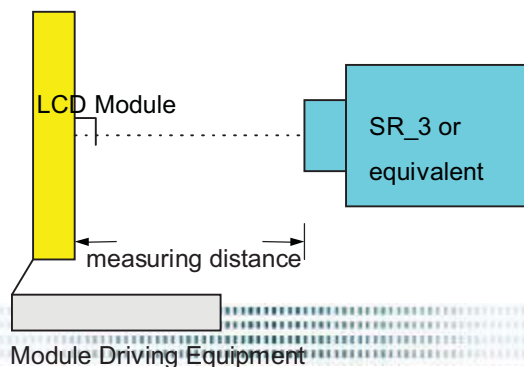 LCD Module
SR_3 or
equivalent
measuring distance
Module Driving Equipment